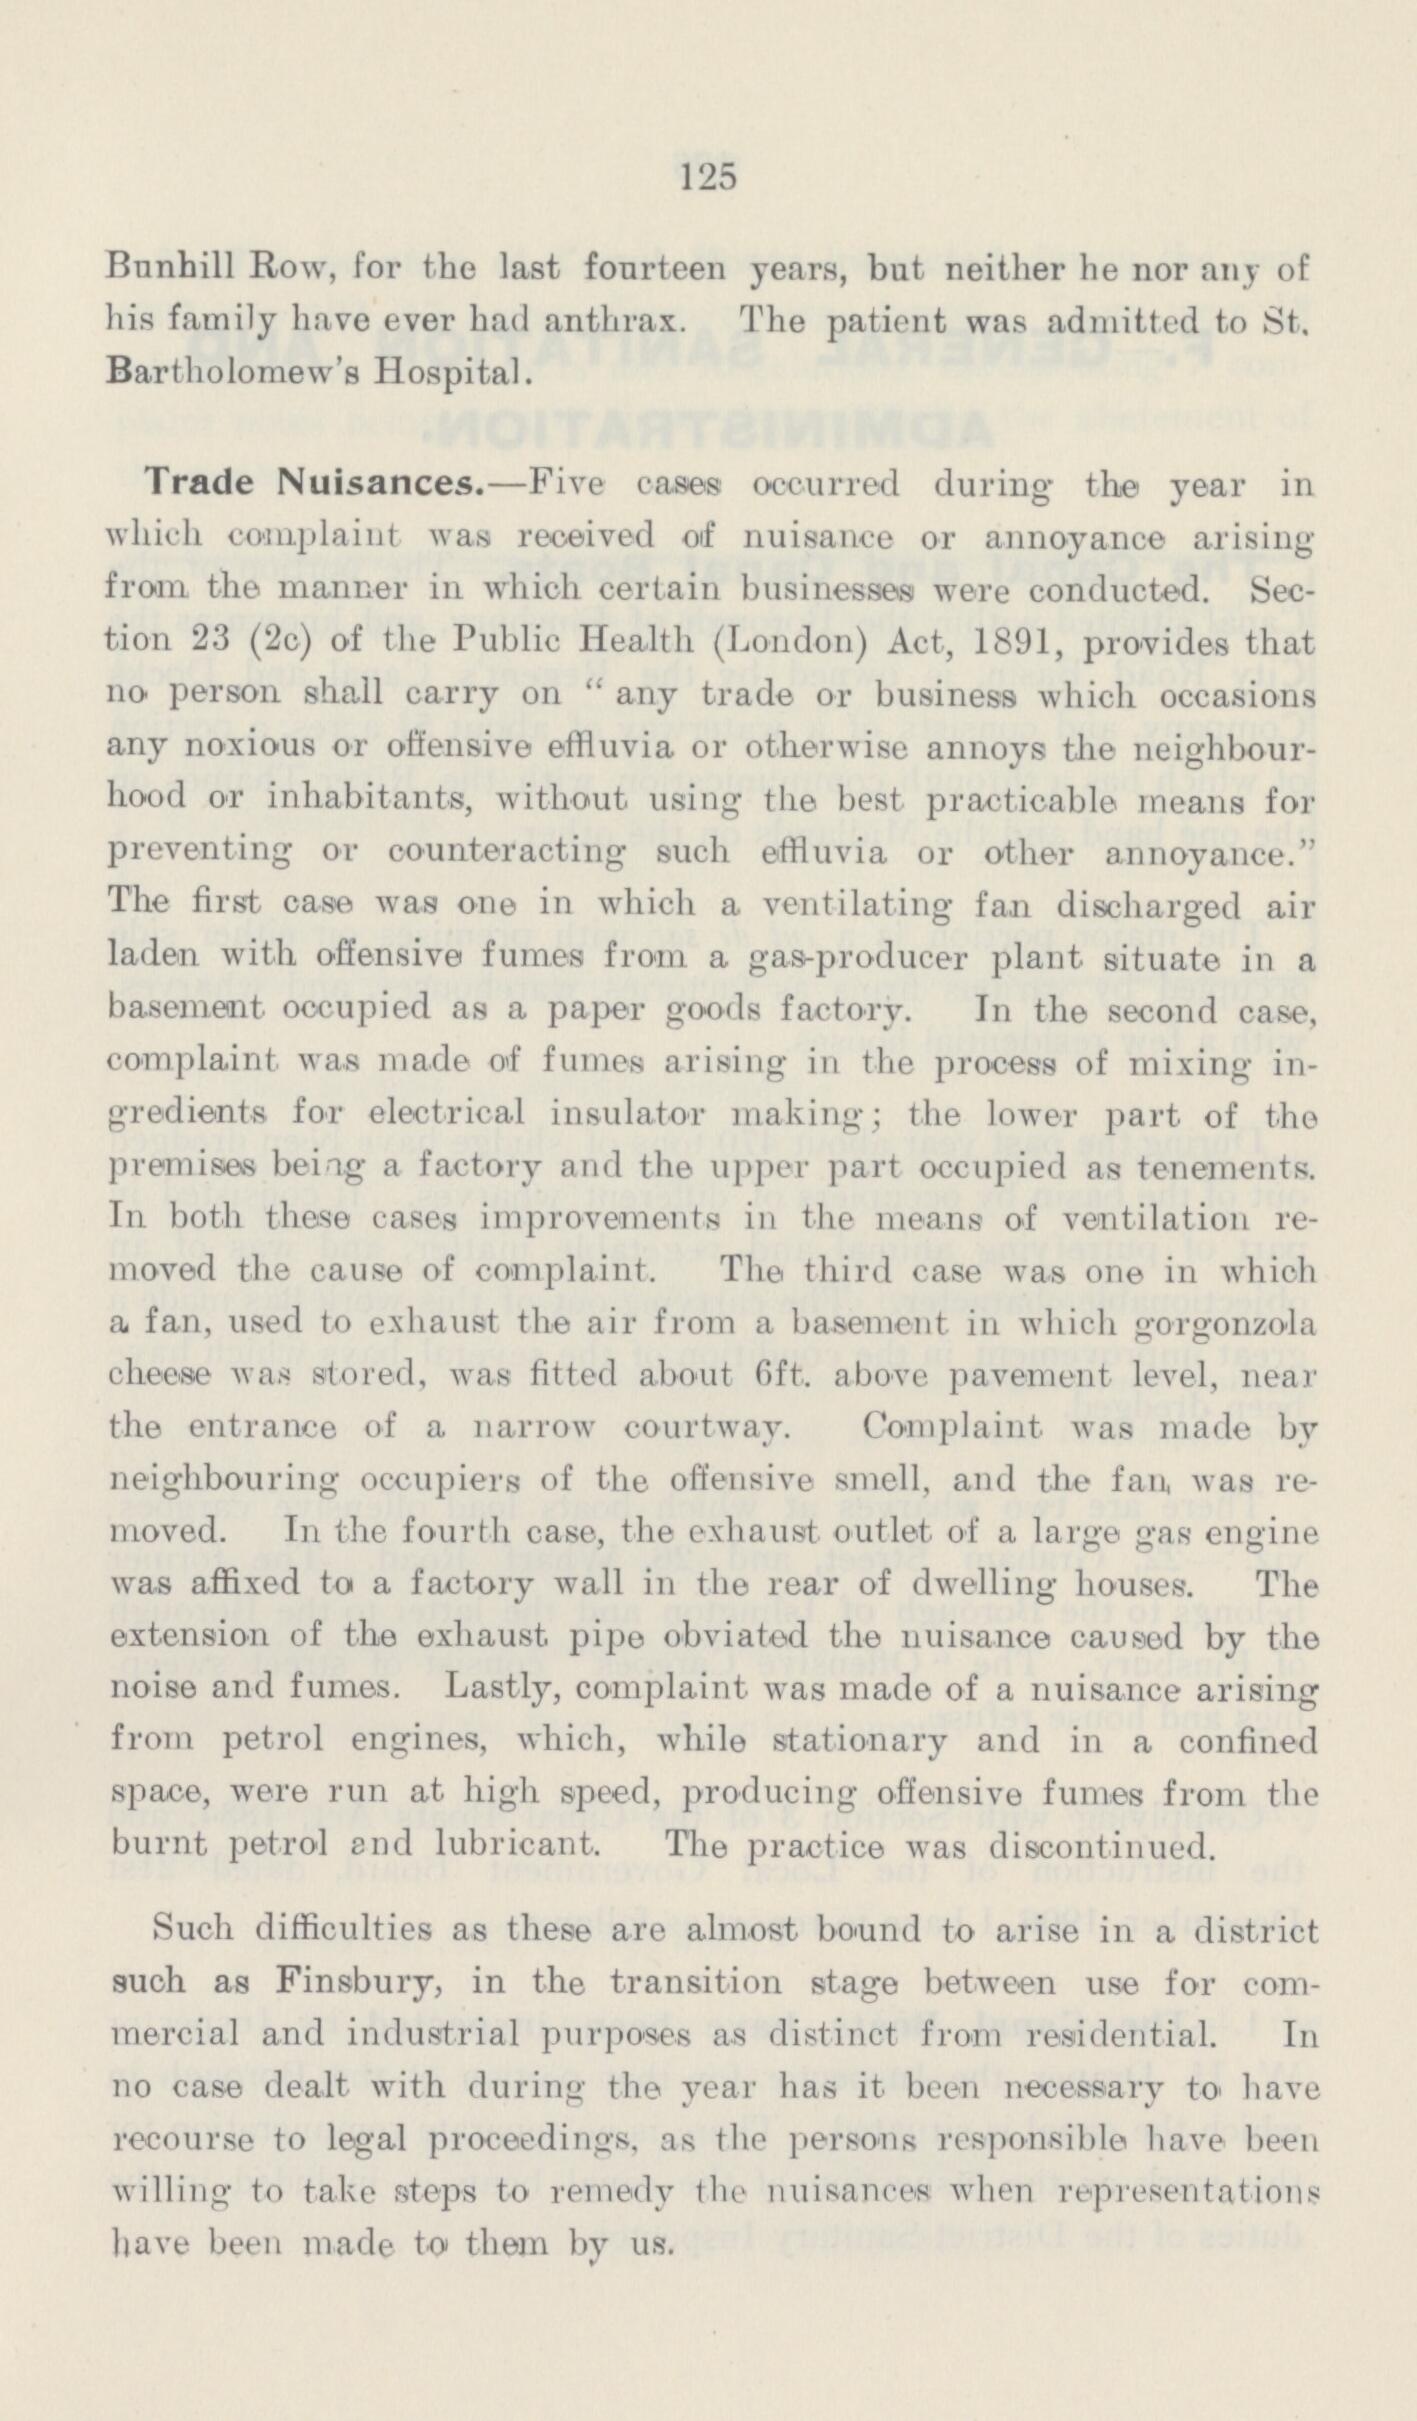 125
Bunhill Row, for the last fourteen years, but neither he nor any of
his family have ever had anthrax. The patient was admitted to St.
Bartholomew's Hospital.
Trade Nuisances.—Five cases occurred during the year in
which complaint was received of nuisance or annoyance arising
from the manner in which certain businesses were conducted. Sec-
tion 23 (2c) of the Public Health (London) Act, 1891, provides that
no person shall carry on "any trade or business which occasions
any noxious or offensive effluvia or otherwise annoys the neighbour-
hood or inhabitants, without using the best practicable means for
preventing or counteracting such effluvia or other annoyance."
The first case was one in which a ventilating fan discharged air
laden with offensive fumes from a gas-producer plant situate in a
basement occupied as a paper goods factory. In the second case,
complaint was made of fumes arising in the process of mixing in-
gredients for electrical insulator making; the lower part of the
premises being a factory and the upper part occupied as tenements.
In both these cases improvements in the means of ventilation re-
moved the cause of complaint. The third case was one in which
a fan, used to exhaust the air from a basement in which gorgonzola
cheese was stored, was fitted about 6ft. above pavement level, near
the entrance of a narrow courtway. Complaint was made by
neighbouring occupiers of the offensive smell, and the fan, was re-
moved. In the fourth case, the exhaust outlet of a large gas engine
was affixed to a factory wall in the rear of dwelling houses. The
extension of the exhaust pipe obviated the nuisance caused by the
noise and fumes. Lastly, complaint was made of a nuisance arising
from petrol engines, which, while stationary and in a confined
space, were run at high speed, producing offensive fumes from the
burnt petrol and lubricant. The practice was discontinued.
Such difficulties as these are almost bound to arise in a district
such as Finsbury, in the transition stage between use for com-
mercial and industrial purposes as distinct from residential. In
no case dealt with during the year has it been necessary to have
recourse to legal proceedings, as the persons responsible have been
willing to take steps to remedy the nuisances when representations
have been made to them by us.